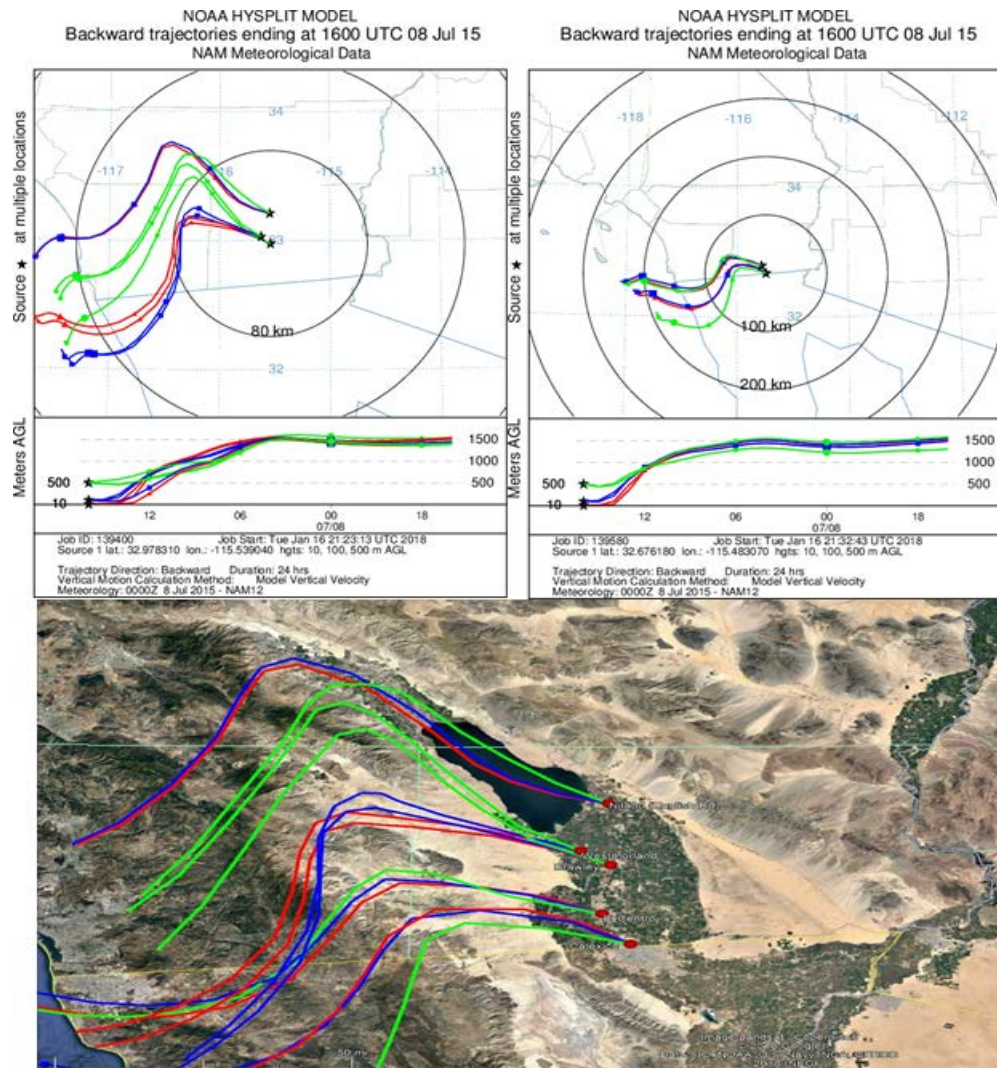 NOAA HYSPLIT MODEL
Backward trajectories ending at 1600 UTC 08 Jul 15
NAM Meteorological Data
Source ★ at multiple locations
-117
34
-116
-115
-114
33
80 km
32
Meters AGL
1500
1000
500
500
10
12
06
00
18
07/08
Job ID: 139400 Job Start: Tue Jan 16 21:23:13 UTC 2018
Source 1 lat.: 32.978310 lon.: -115.539040 hgts: 10, 100, 500 m AGL
Trajectory Direction: Backward Duration: 24 hrs
Vertical Motion Calculation Method: Model Vertical Velocity
Meteorology: 0000Z 8 Jul 2015 - NAM12
NOAA HYSPLIT MODEL
Backward trajectories ending at 1600 UTC 08 Jul 15
NAM Meteorological Data
Source ★ at multiple locations
-118
-116
-114
-112
34
32
100 km
200 km
Meters AGL
1500
1000
500
500
10
12
06
00
18
07/08
Job ID: 139580 Job Start: Tue Jan 16 21:32:43 UTC 2018
Source 1 lat.: 32.676180 lon.: -115.483070 hgts: 10, 100, 500 m AGL
Trajectory Direction: Backward Duration: 24 hrs
Vertical Motion Calculation Method: Model Vertical Velocity
Meteorology: 0000Z 8 Jul 2015 - NAM12
Westmorland
Brawley
50 mi